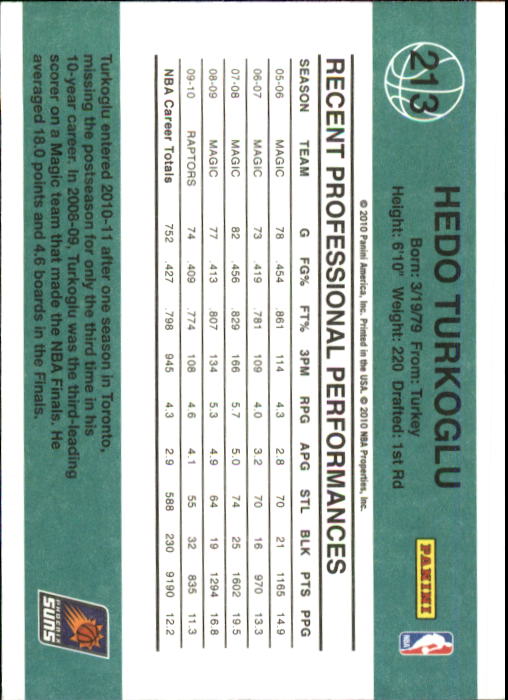 213
HEDO TURKOGLU
Born: 3/19/79 From: Turkey
Height: 6'10" Weight: 220 Drafted: 1st Rd
PANINI
NBA
© 2010 Panini America, Inc. Printed in the USA. © 2010 NBA Properties, Inc.
RECENT PROFESSIONAL PERFORMANCES
SEASON TEAM G FG% FT% 3PM RPG APG STL BLK PTS PPG
05-06 MAGIC 78 .454 .861 114 4.3 2.8 70 21 1165 14.9
06-07 MAGIC 73 .419 .781 109 4.0 3.2 70 16 970 13.3
07-08 MAGIC 82 .456 .829 166 5.7 5.0 74 25 1602 19.5
08-09 MAGIC 77 .413 .807 134 5.3 4.9 64 19 1294 16.8
09-10 RAPTORS 74 .409 .774 108 4.6 4.1 55 32 835 11.3
NBA Career Totals 752 .427 .798 945 4.3 2.9 588 230 9190 12.2
Turkoglu entered 2010-11 after one season in Toronto,
missing the postseason for only the third time in his
10-year career. In 2008-09, Turkoglu was the third-leading
scorer on a Magic team that made the NBA Finals. He
averaged 18.0 points and 4.6 boards in the Finals.
PHOENIX
SUNS